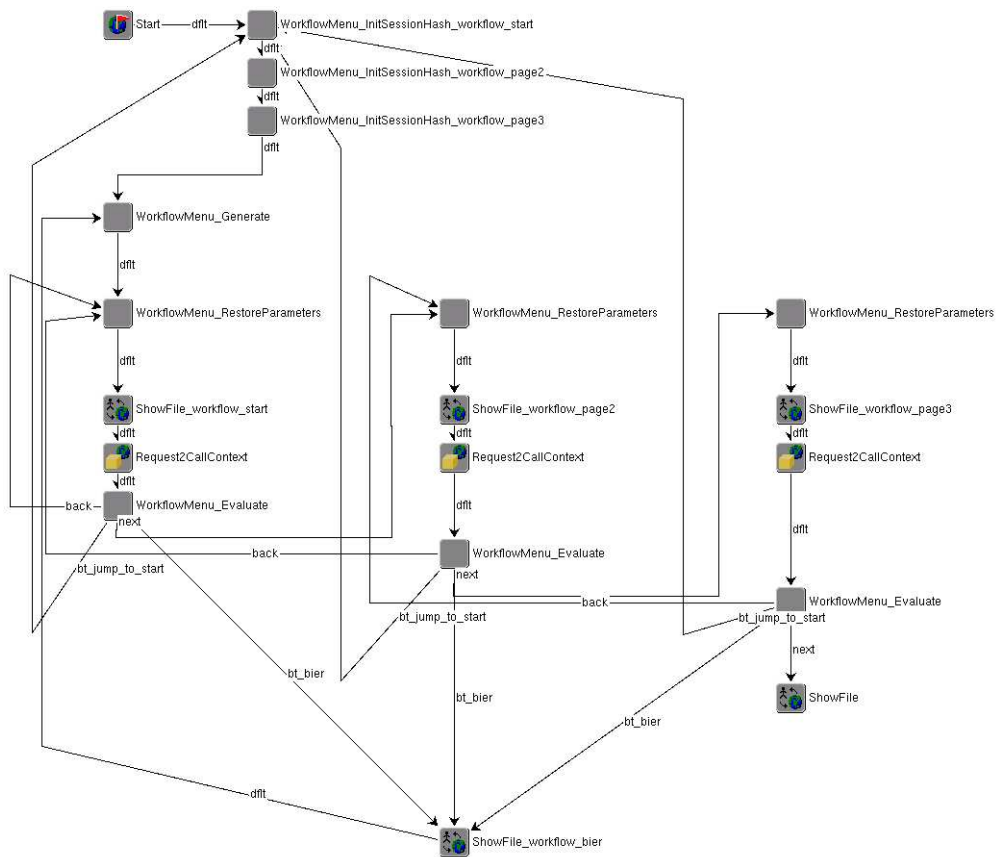 Start
dflt
WorkflowMenu_InitSessionHash_workflow_start
dflt
WorkflowMenu_InitSessionHash_workflow_page2
dflt
WorkflowMenu_InitSessionHash_workflow_page3
dflt
WorkflowMenu_Generate
dflt
WorkflowMenu_RestoreParameters
WorkflowMenu_RestoreParameters
WorkflowMenu_RestoreParameters
dflt
dflt
dflt
ShowFile_workflow_start
ShowFile_workflow_page2
ShowFile_workflow_page3
dflt
dflt
dflt
Request2CallContext
Request2CallContext
Request2CallContext
dflt
dflt
dflt
back
WorkflowMenu_Evaluate
next
back
WorkflowMenu_Evaluate
bt_jump_to_start
next
back
WorkflowMenu_Evaluate
bt_jump_to_start
bt_jump_to_start
next
bt_bier
bt_bier
ShowFile
bt_bier
dflt
ShowFile_workflow_bier